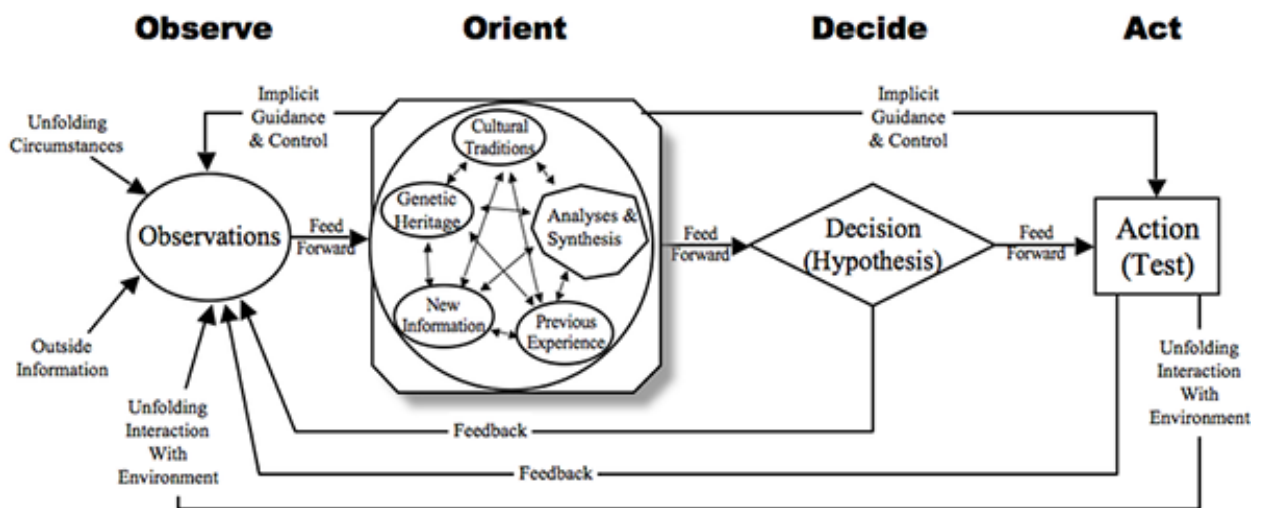 Observe
Orient
Decide
Act
Implicit
Guidance
& Control
Implicit
Guidance
& Control
Unfolding
Circumstances
Observations
Outside
Information
Unfolding
Interaction
With
Environment
Feed
Forward
Cultural
Traditions
Genetic
Heritage
Analyses &
Synthesis
New
Information
Previous
Experience
Feed
Forward
Decision
(Hypothesis)
Feed
Forward
Action
(Test)
Unfolding
Interaction
With
Environment
Feedback
Feedback